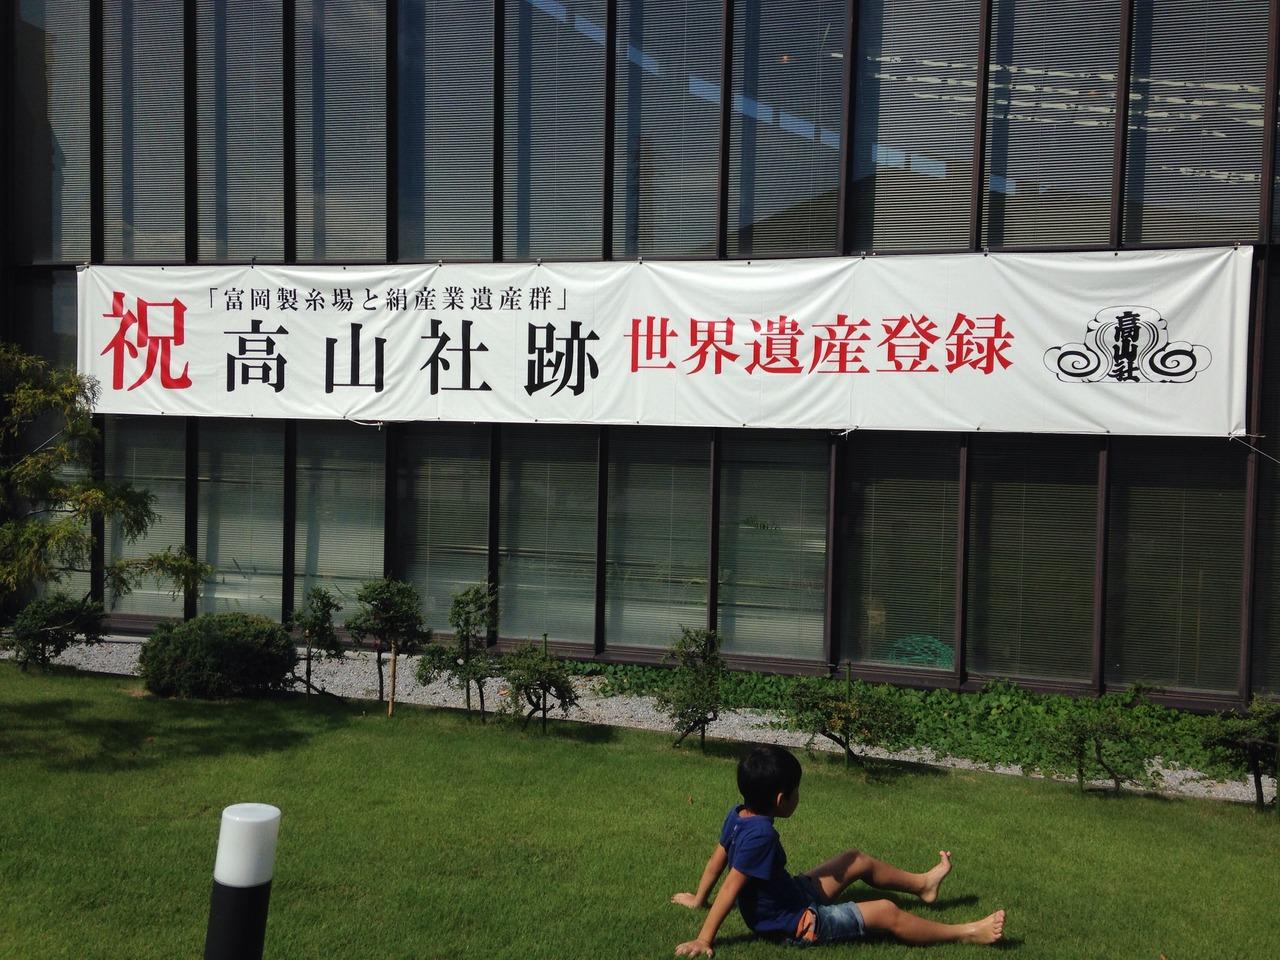 祝
「富岡製糸場と絹産業遺産群」
高山社跡
世界遺産登録
高山社